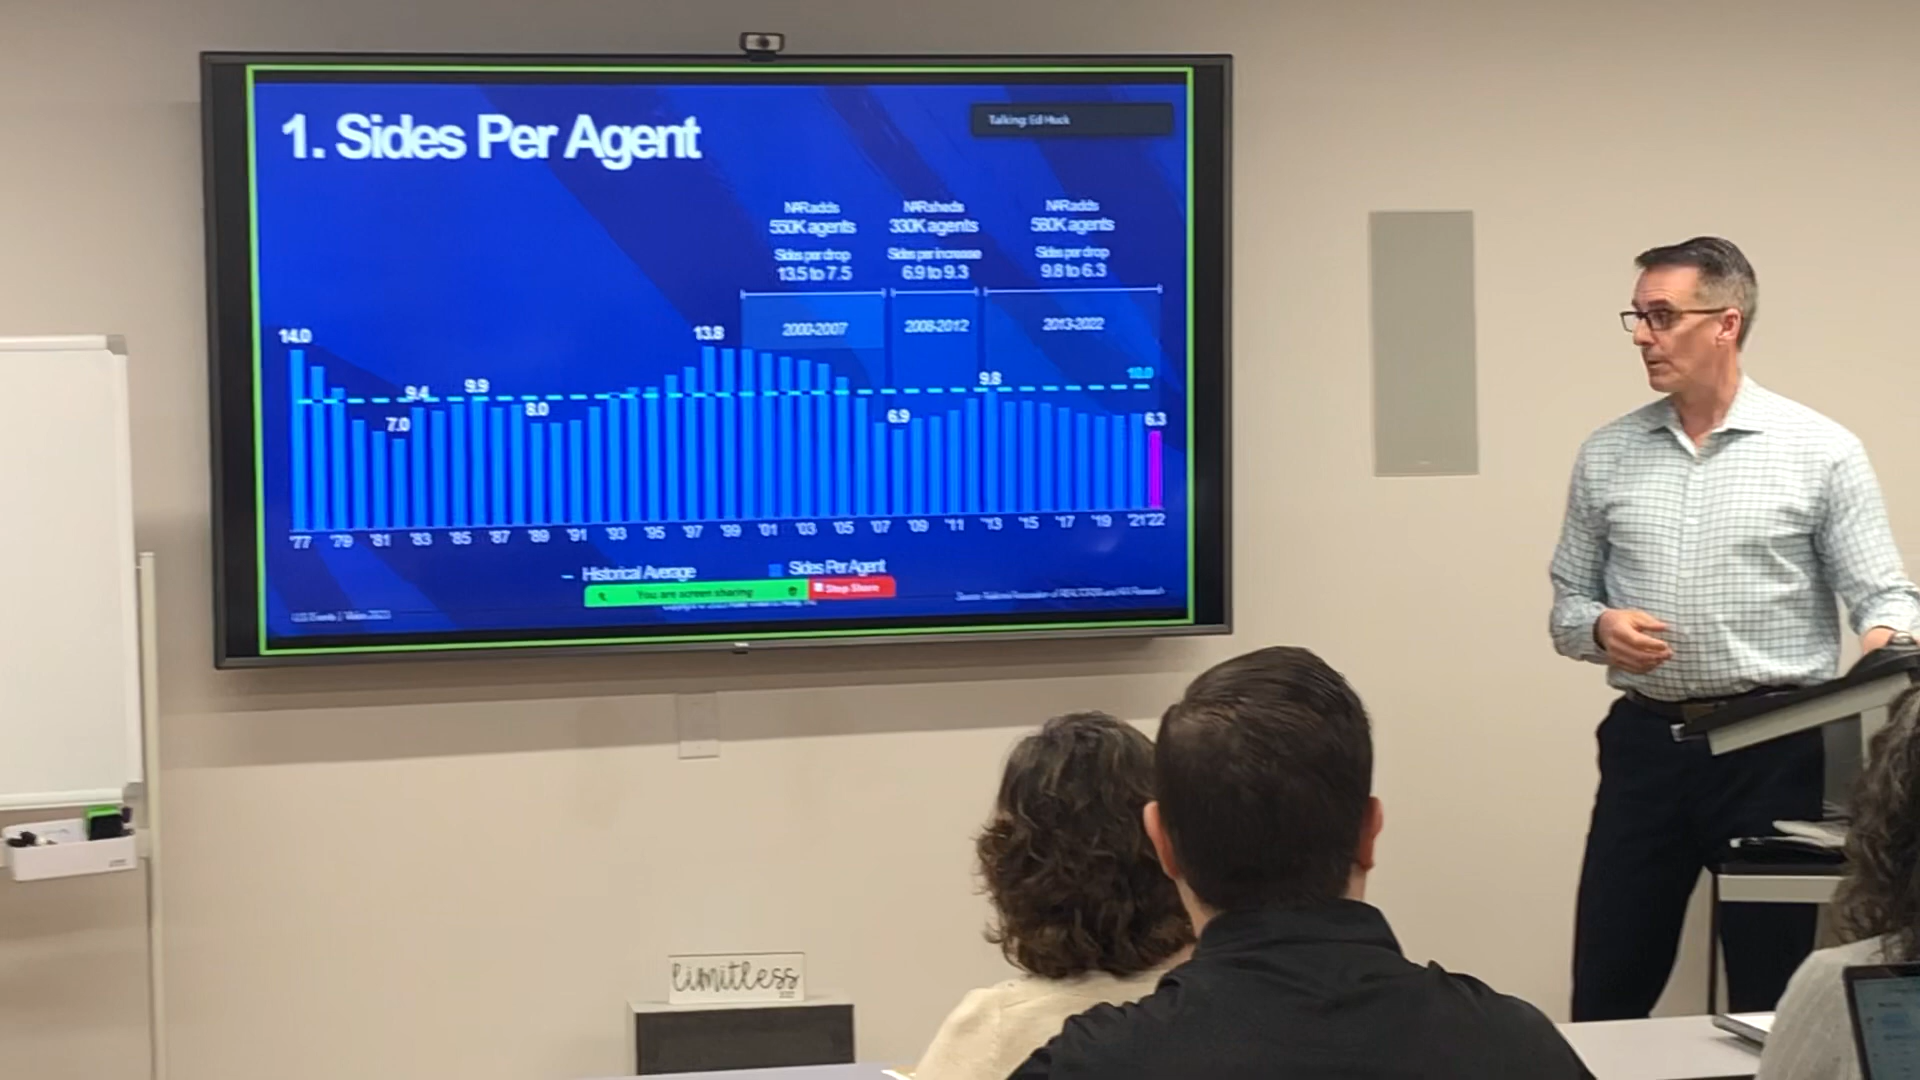 1. Sides Per Agent
Talking: Ed Huck
NAR adds
550K agents
Sides per drop
13.5 to 7.5
NAR sheds
330K agents
Sides per increase
6.9 to 9.3
NAR adds
580K agents
Sides per drop
9.8 to 6.3
2000-2007
2008-2012
2013-2022
14.0
7.0
9.4
9.9
8.0
13.8
6.9
9.8
10.0
6.3
'77 '79 '81 '83 '85 '87 '89 '91 '93 '95 '97 '99 '01 '03 '05 '07 '09 '11 '13 '15 '17 '19 '21 '22
Historical Average
Sides Per Agent
You are screen sharing
Stop Share
limitless